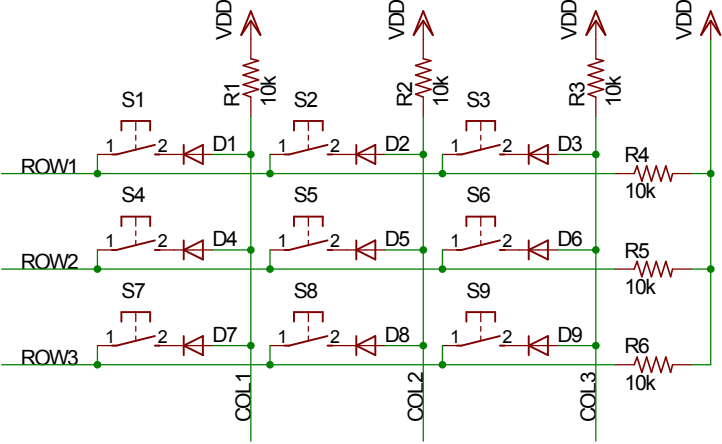 VDD VDD VDD VDD
R1 10k R2 10k R3 10k
S1 S2 S3
1 2 D1 1 2 D2 1 2 D3
R4
ROW1
10k
S4 S5 S6
1 2 D4 1 2 D5 1 2 D6
R5
ROW2
10k
S7 S8 S9
1 2 D7 1 2 D8 1 2 D9
R6
ROW3
10k
COL1 COL2 COL3